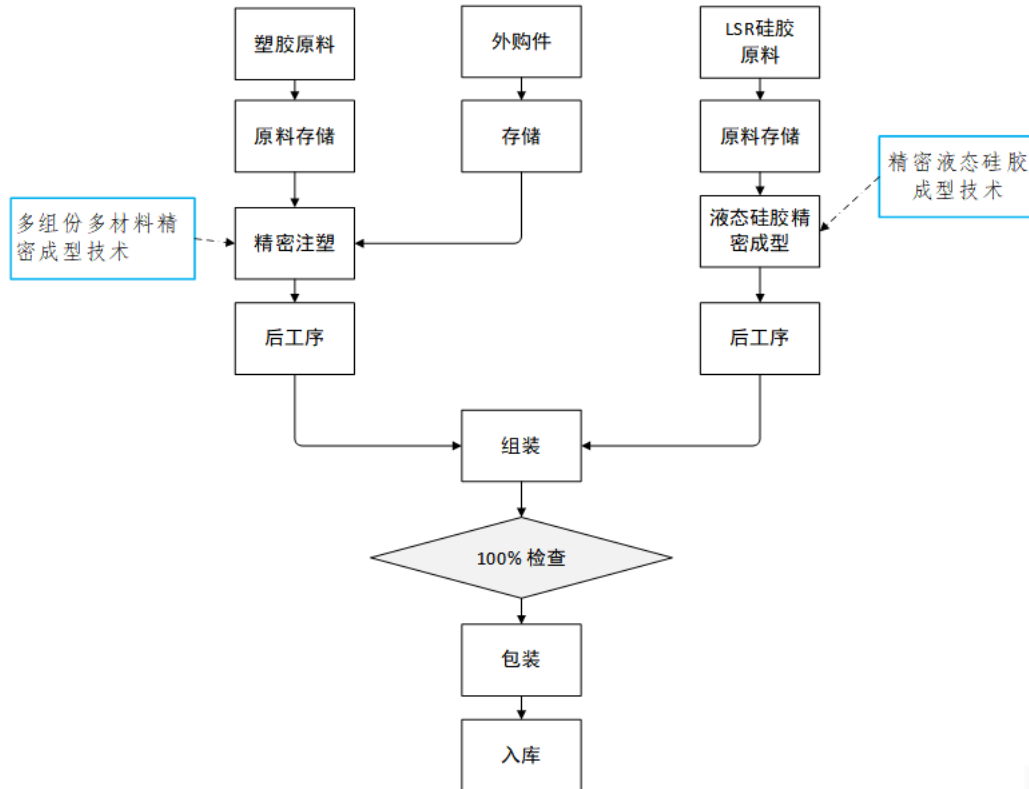 塑胶原料
外购件
LSR硅胶
原料
原料存储
存储
原料存储
精密液态硅胶
成型技术
多组份多材料精
密成型技术
精密注塑
液态硅胶精
密成型
后工序
后工序
组装
100% 检查
包装
入库